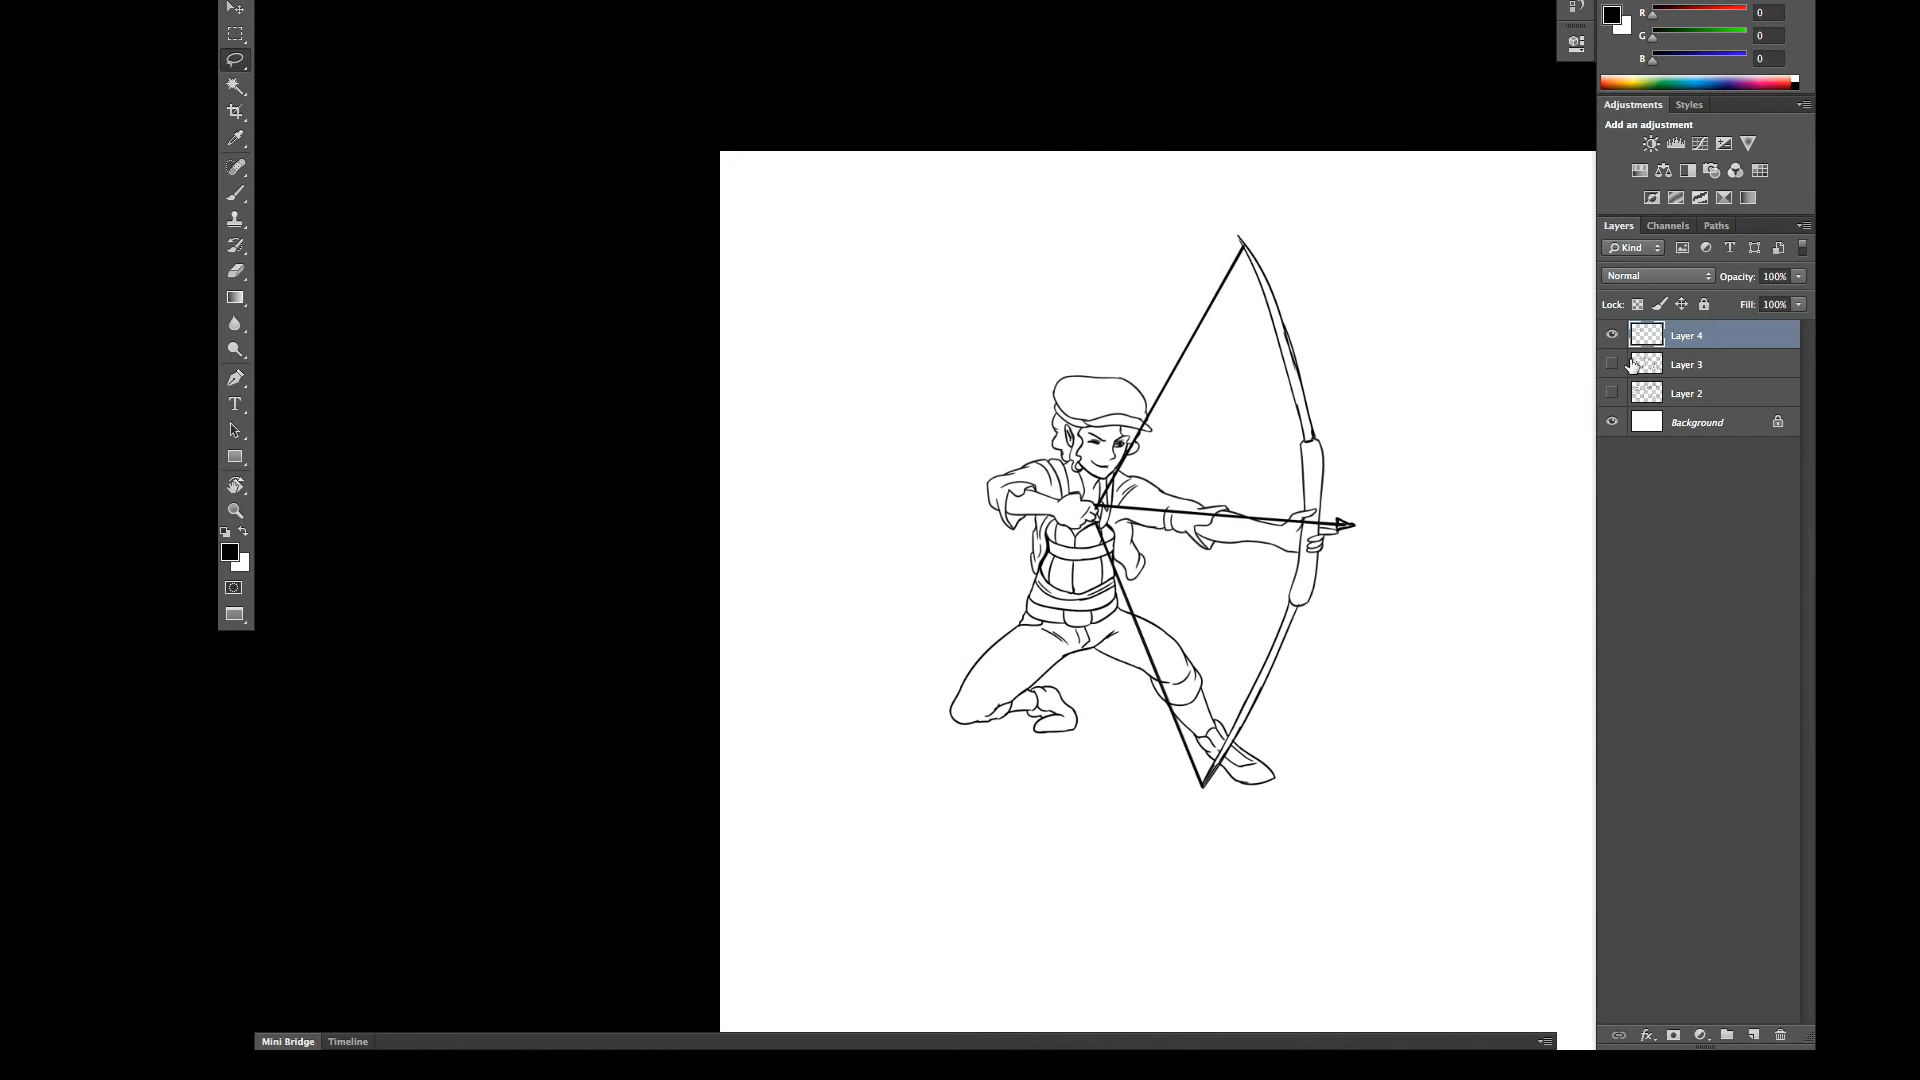 R 0
G 0
B 0
Adjustments Styles
Add an adjustment
Layers Channels Paths
Kind
Normal Opacity: 100%
Lock: Fill: 100%
Layer 4
Layer 3
Layer 2
Background
fx
T
T
Mini Bridge Timeline